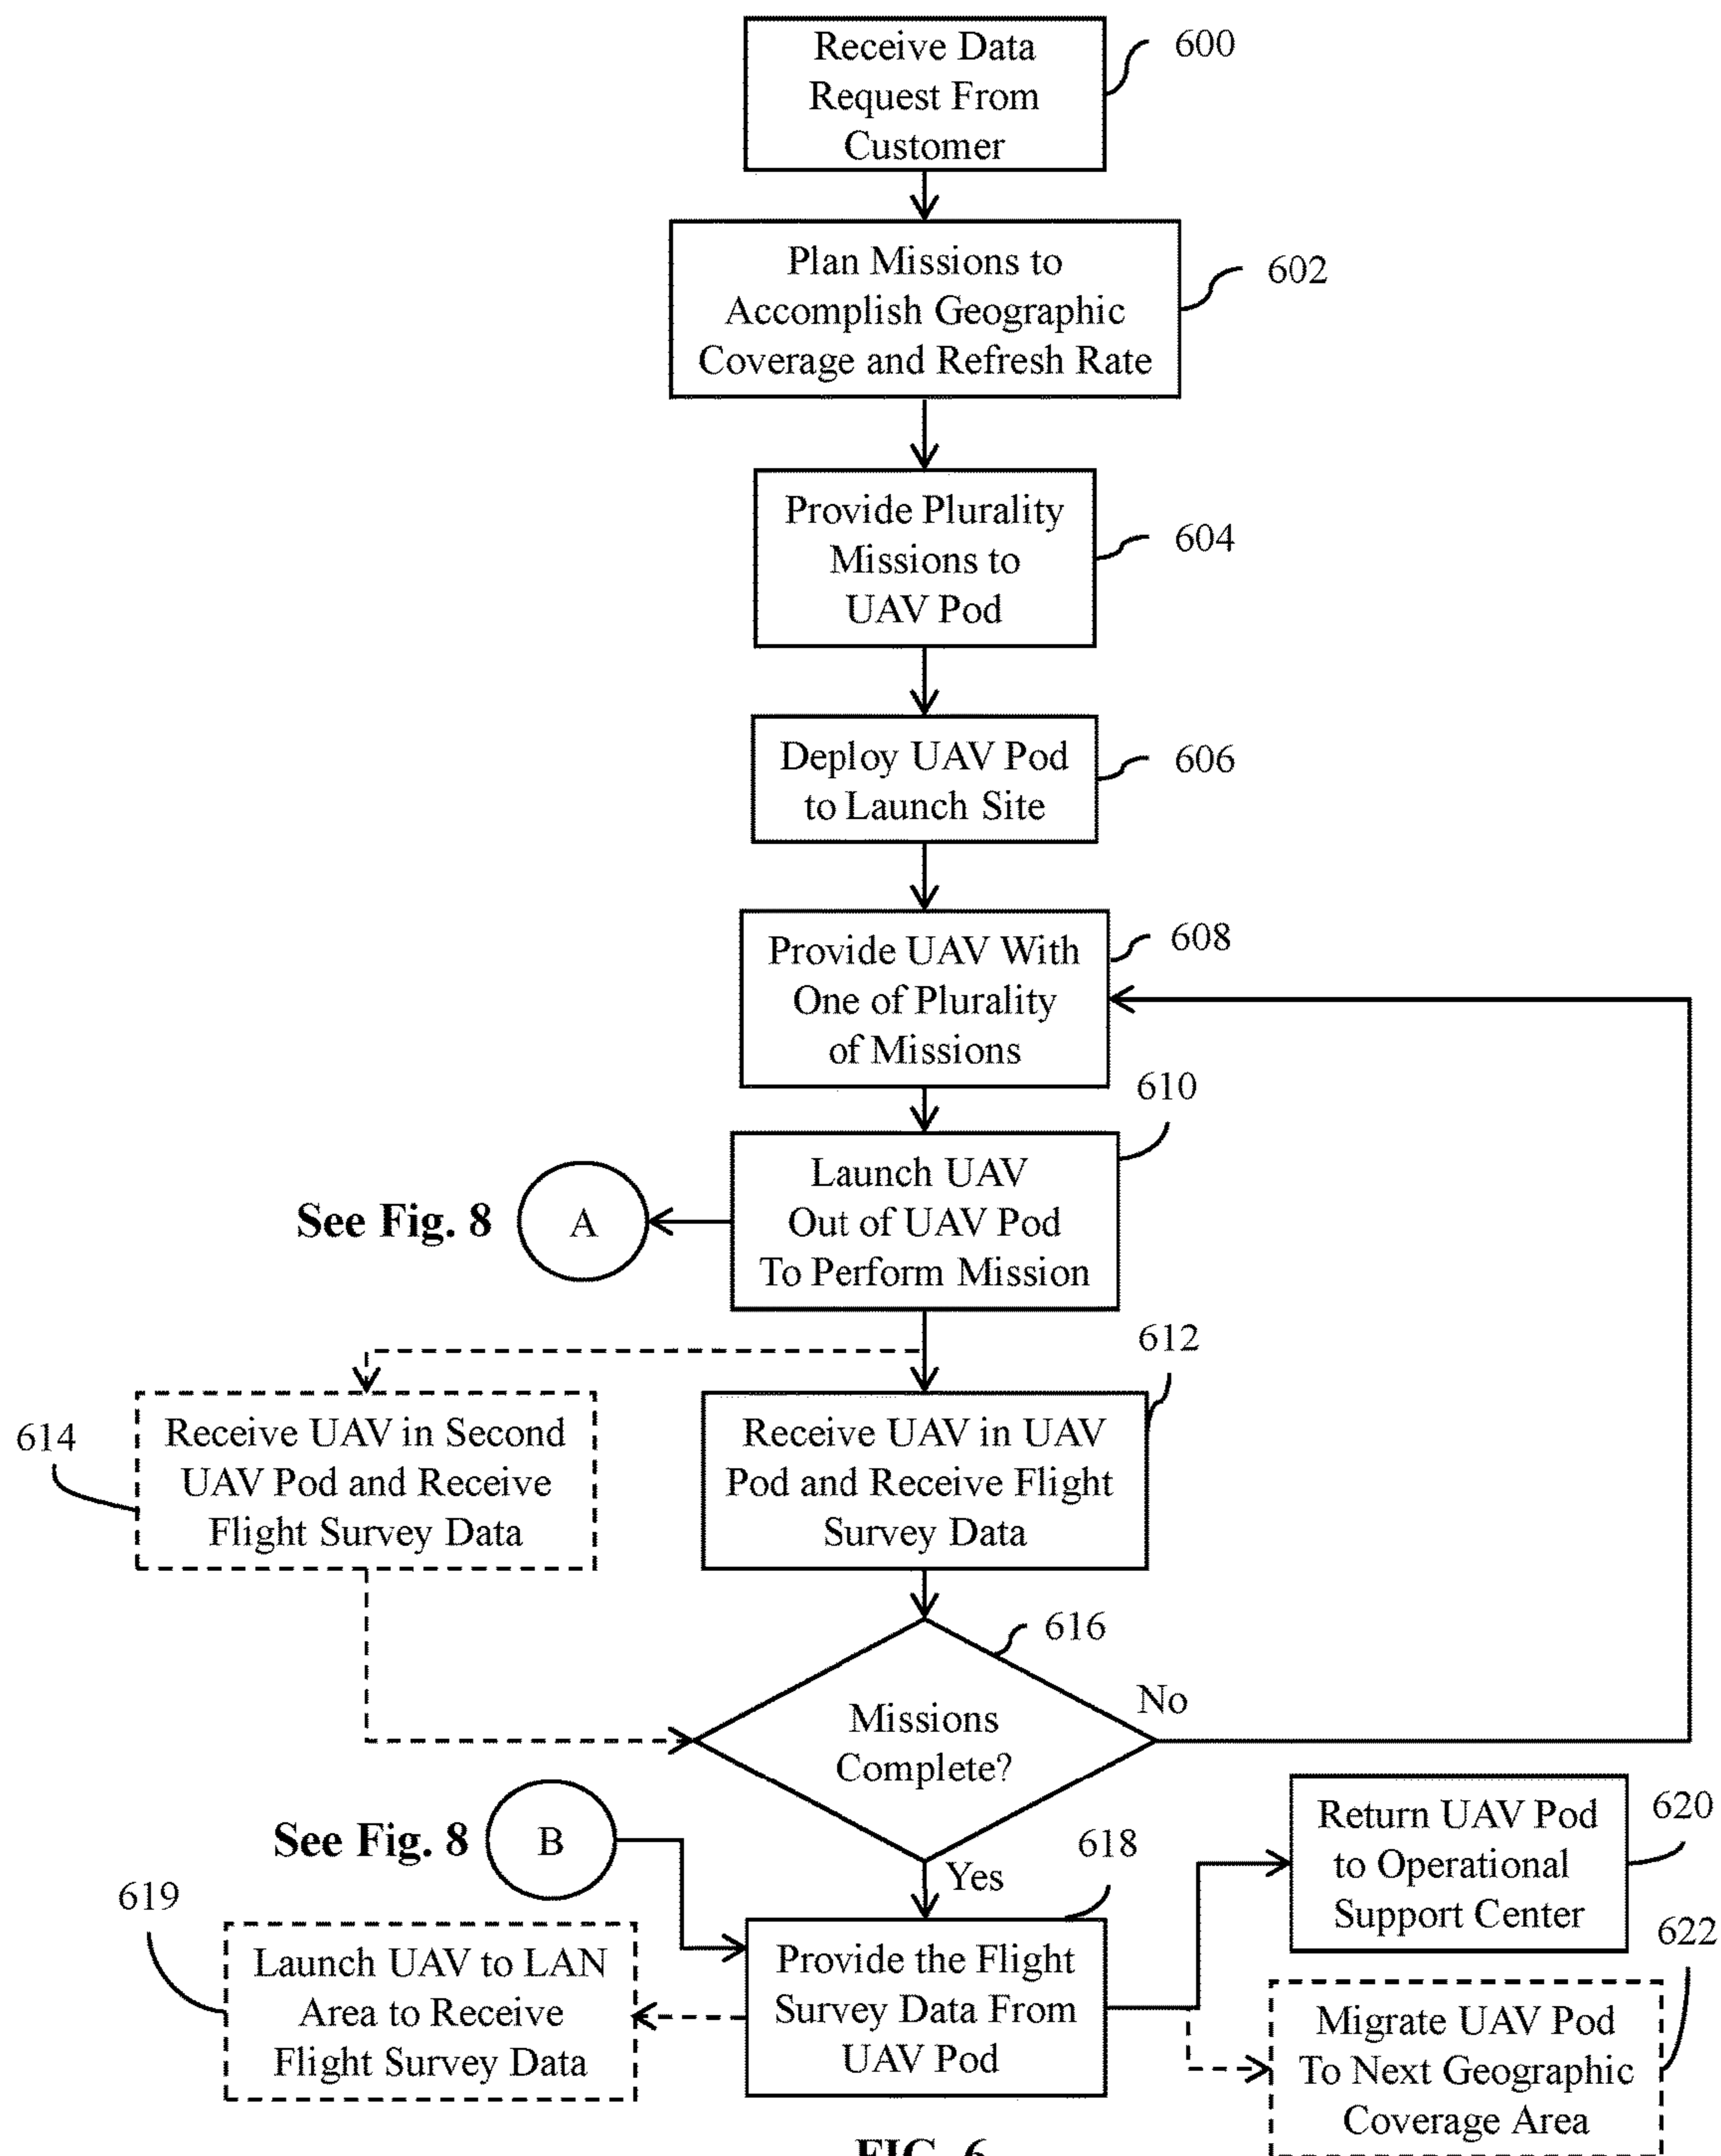 Receive Data
Request From
Customer
600
Plan Missions to
Accomplish Geographic
Coverage and Refresh Rate
602
Provide Plurality
Missions to
UAV Pod
604
Deploy UAV Pod
to Launch Site
606
Provide UAV With
One of Plurality
of Missions
608
610
Launch UAV
Out of UAV Pod
To Perform Mission
See Fig. 8
A
612
614
Receive UAV in Second
UAV Pod and Receive
Flight Survey Data
Receive UAV in UAV
Pod and Receive Flight
Survey Data
616
Missions
Complete?
No
Yes
See Fig. 8
B
618
619
Launch UAV to LAN
Area to Receive
Flight Survey Data
Provide the Flight
Survey Data From
UAV Pod
Return UAV Pod
to Operational
Support Center
620
622
Migrate UAV Pod
To Next Geographic
Coverage Area
FIG. 6